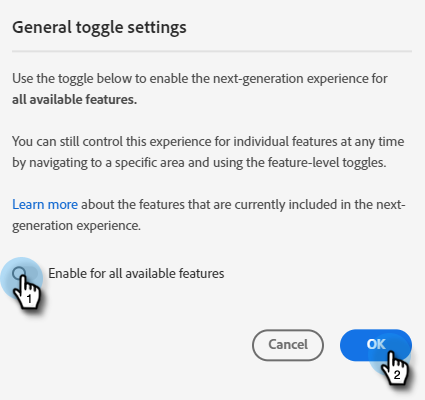 General toggle settings
Use the toggle below to enable the next-generation experience for
all available features.
You can still control this experience for individual features at any time
by navigating to a specific area and using the feature-level toggles.
Learn more about the features that are currently included in the next-
generation experience.
Enable for all available features
1
Cancel
OK
2